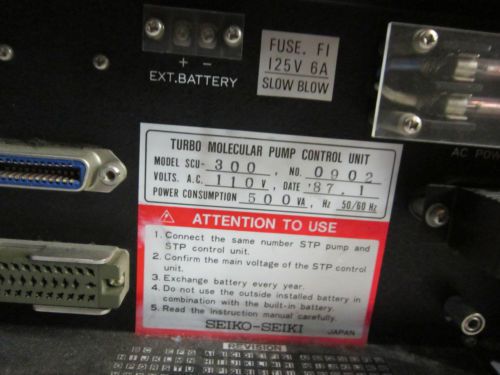 + -
EXT.BATTERY
FUSE. F1
125V 6A
SLOW BLOW
AC PO
TURBO MOLECULAR PUMP CONTROL UNIT
MODEL SCU- 300 , NO. 0902
VOLTS. A.C. 110 V, DATE '87.1
POWER CONSUMPTION 500 VA, Hz 50/60 Hz
ATTENTION TO USE
1. Connect the same number STP pump and
STP control unit.
2. Confirm the main voltage of the STP control
unit.
3. Exchange battery every year.
4. Do not use the outside installed battery in
combination with the built-in battery.
5. Read the instruction manual carefully.
SEIKO-SEIKI
JAPAN
REVISION